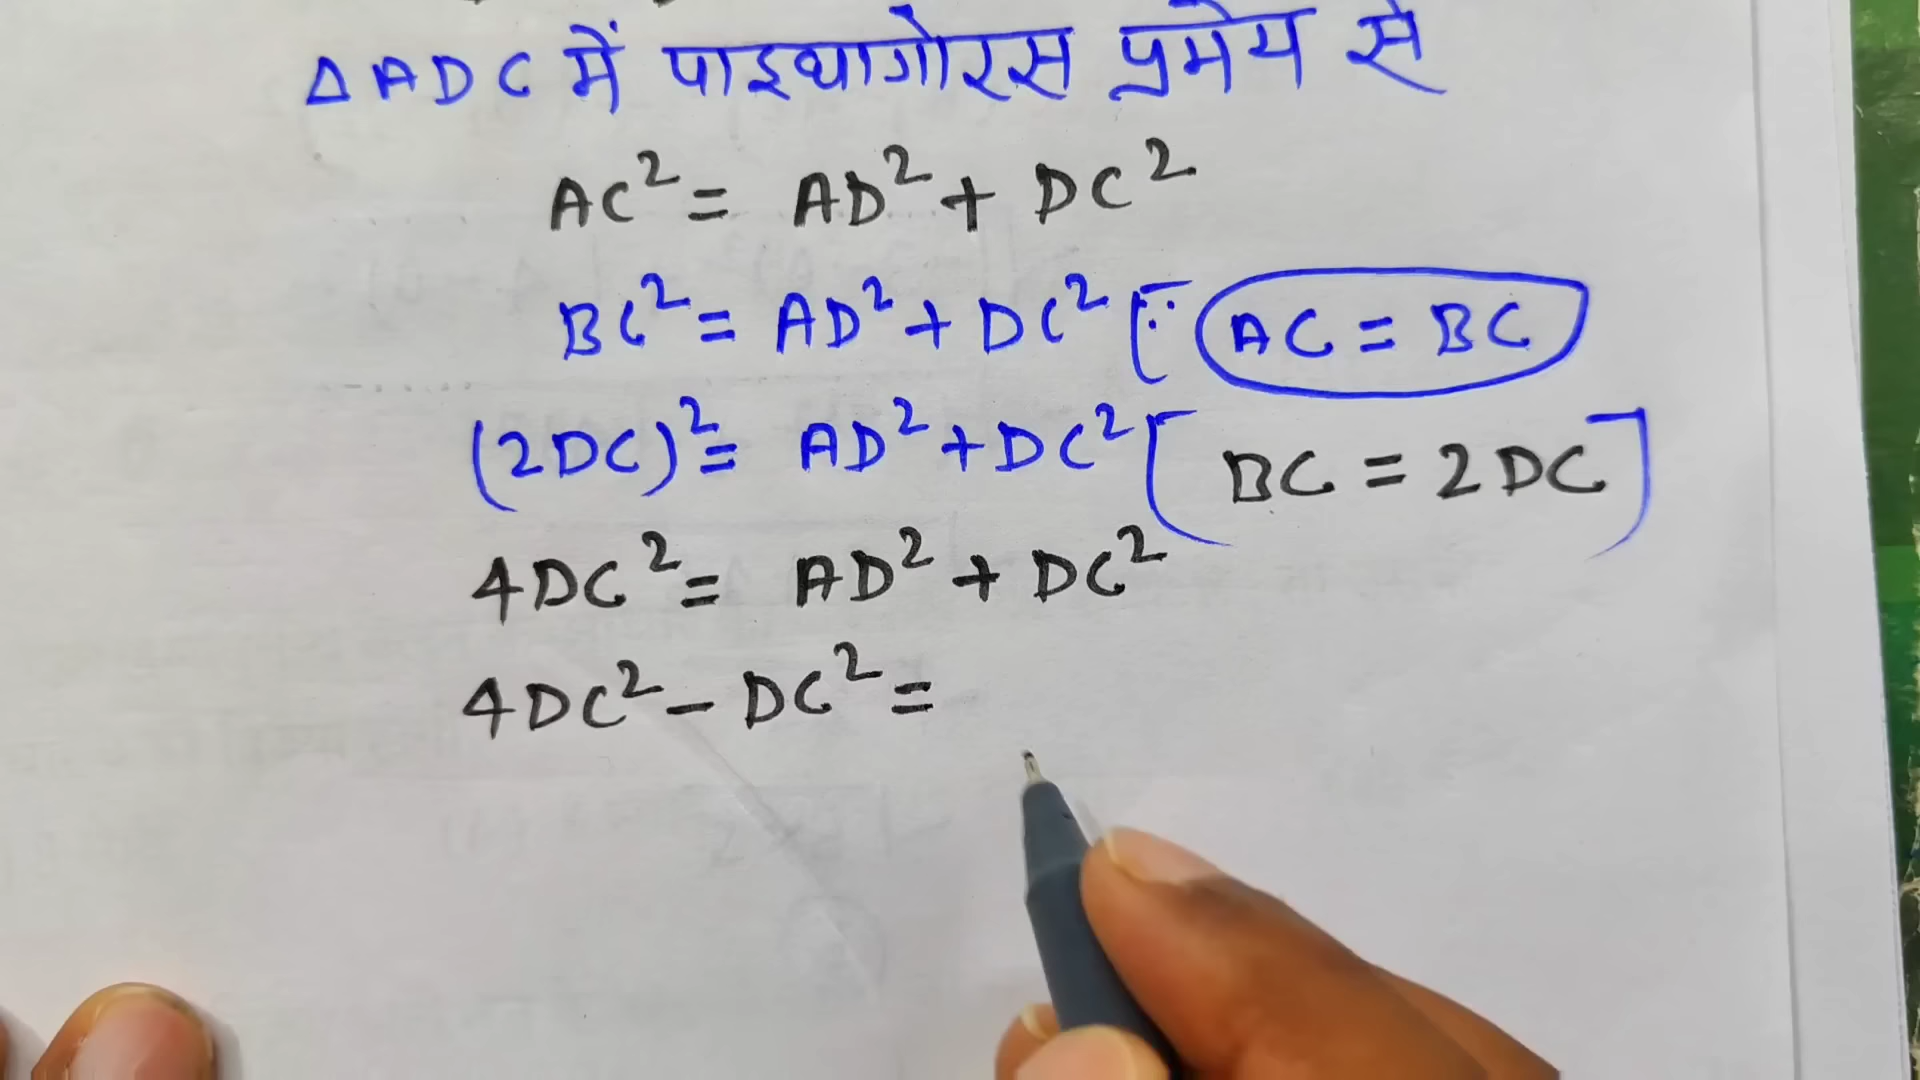 △ADC में पाइथागोरस प्रमेय से
AC² = AD² + DC²
BC² = AD² + DC² [∵ AC = BC
(2DC)² = AD² + DC² [BC = 2DC]
4DC² = AD² + DC²
4DC² - DC² =